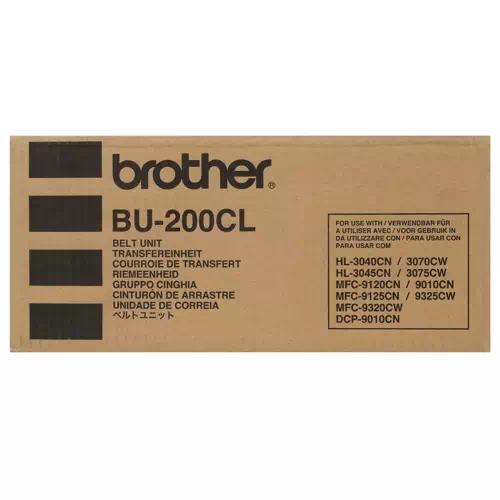 brother®
BU-200CL
BELT UNIT
TRANSFEREINHEIT
COURROIE DE TRANSFERT
RIEMEENHEID
GRUPPO CINGHIA
CINTURÓN DE ARRASTRE
UNIDADE DE CORREIA
ベルトユニット
FOR USE WITH / VERWENDBAR FÜR
A UTILISER AVEC / VOOR GEBRUIK IN
DA UTILIZZARE CON / PARA USAR CON
PARA USAR COM
HL-3040CN / 3070CW
HL-3045CN / 3075CW
MFC-9120CN / 9010CN
MFC-9125CN / 9325CW
MFC-9320CW
DCP-9010CN